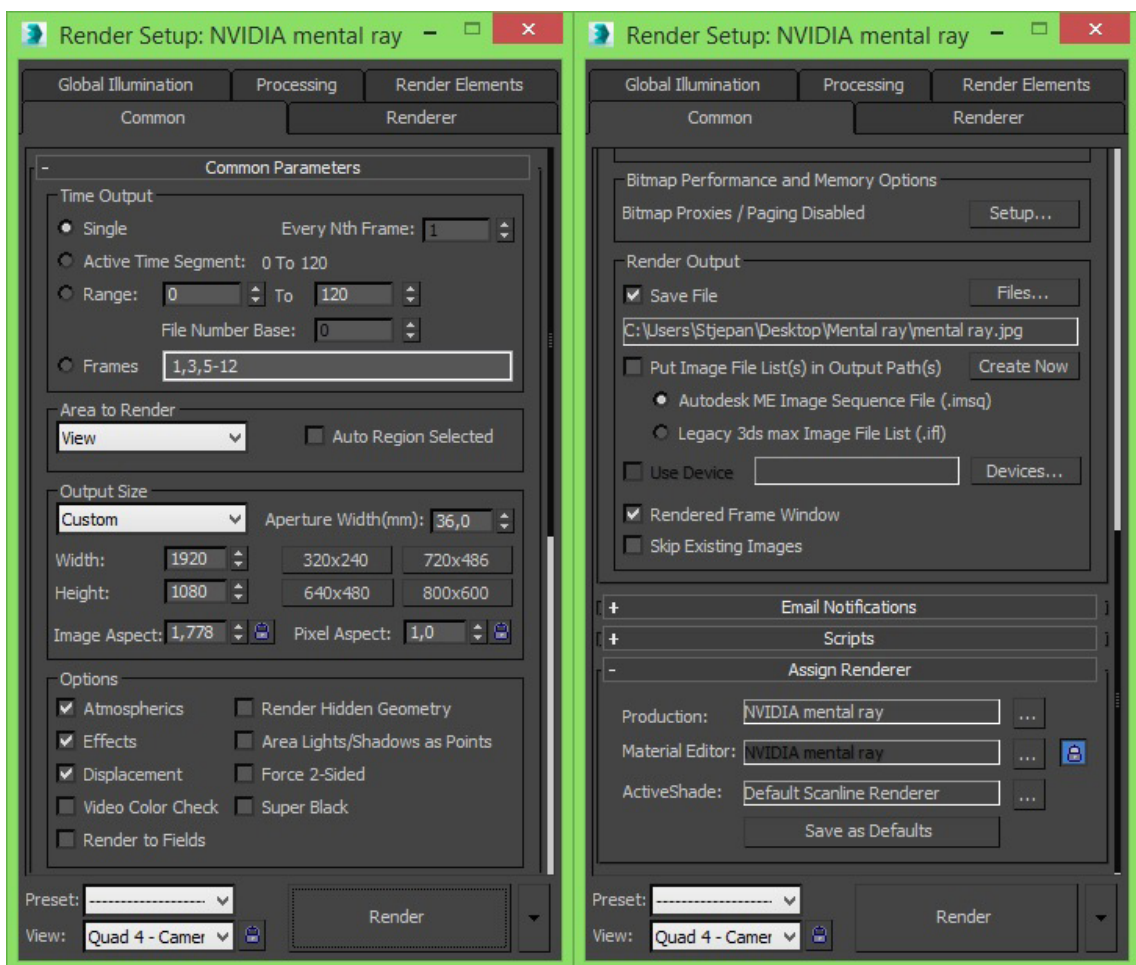 Render Setup: NVIDIA mental ray
Global Illumination Processing Render Elements
Common Renderer
- Common Parameters
Time Output
Single Every Nth Frame: 1
Active Time Segment: 0 To 120
Range: 0 To 120
File Number Base: 0
Frames 1,3,5-12
Area to Render
View Auto Region Selected
Output Size
Custom Aperture Width(mm): 36,0
Width: 1920 320x240 720x486
Height: 1080 640x480 800x600
Image Aspect: 1,778 Pixel Aspect: 1,0
Options
Atmospherics Render Hidden Geometry
Effects Area Lights/Shadows as Points
Displacement Force 2-Sided
Video Color Check Super Black
Render to Fields
Preset: --------------------
View: Quad 4 - Camer Render
Render Setup: NVIDIA mental ray
Global Illumination Processing Render Elements
Common Renderer
Bitmap Performance and Memory Options
Bitmap Proxies / Paging Disabled Setup...
Render Output
Save File Files...
C:\Users\Stjepan\Desktop\Mental ray\mental ray.jpg
Put Image File List(s) in Output Path(s) Create Now
Autodesk ME Image Sequence File (.imsq)
Legacy 3ds max Image File List (.ifl)
Use Device Devices...
Rendered Frame Window
Skip Existing Images
+ Email Notifications
+ Scripts
- Assign Renderer
Production: NVIDIA mental ray ...
Material Editor: NVIDIA mental ray ...
ActiveShade: Default Scanline Renderer ...
Save as Defaults
Preset: --------------------
View: Quad 4 - Camer Render